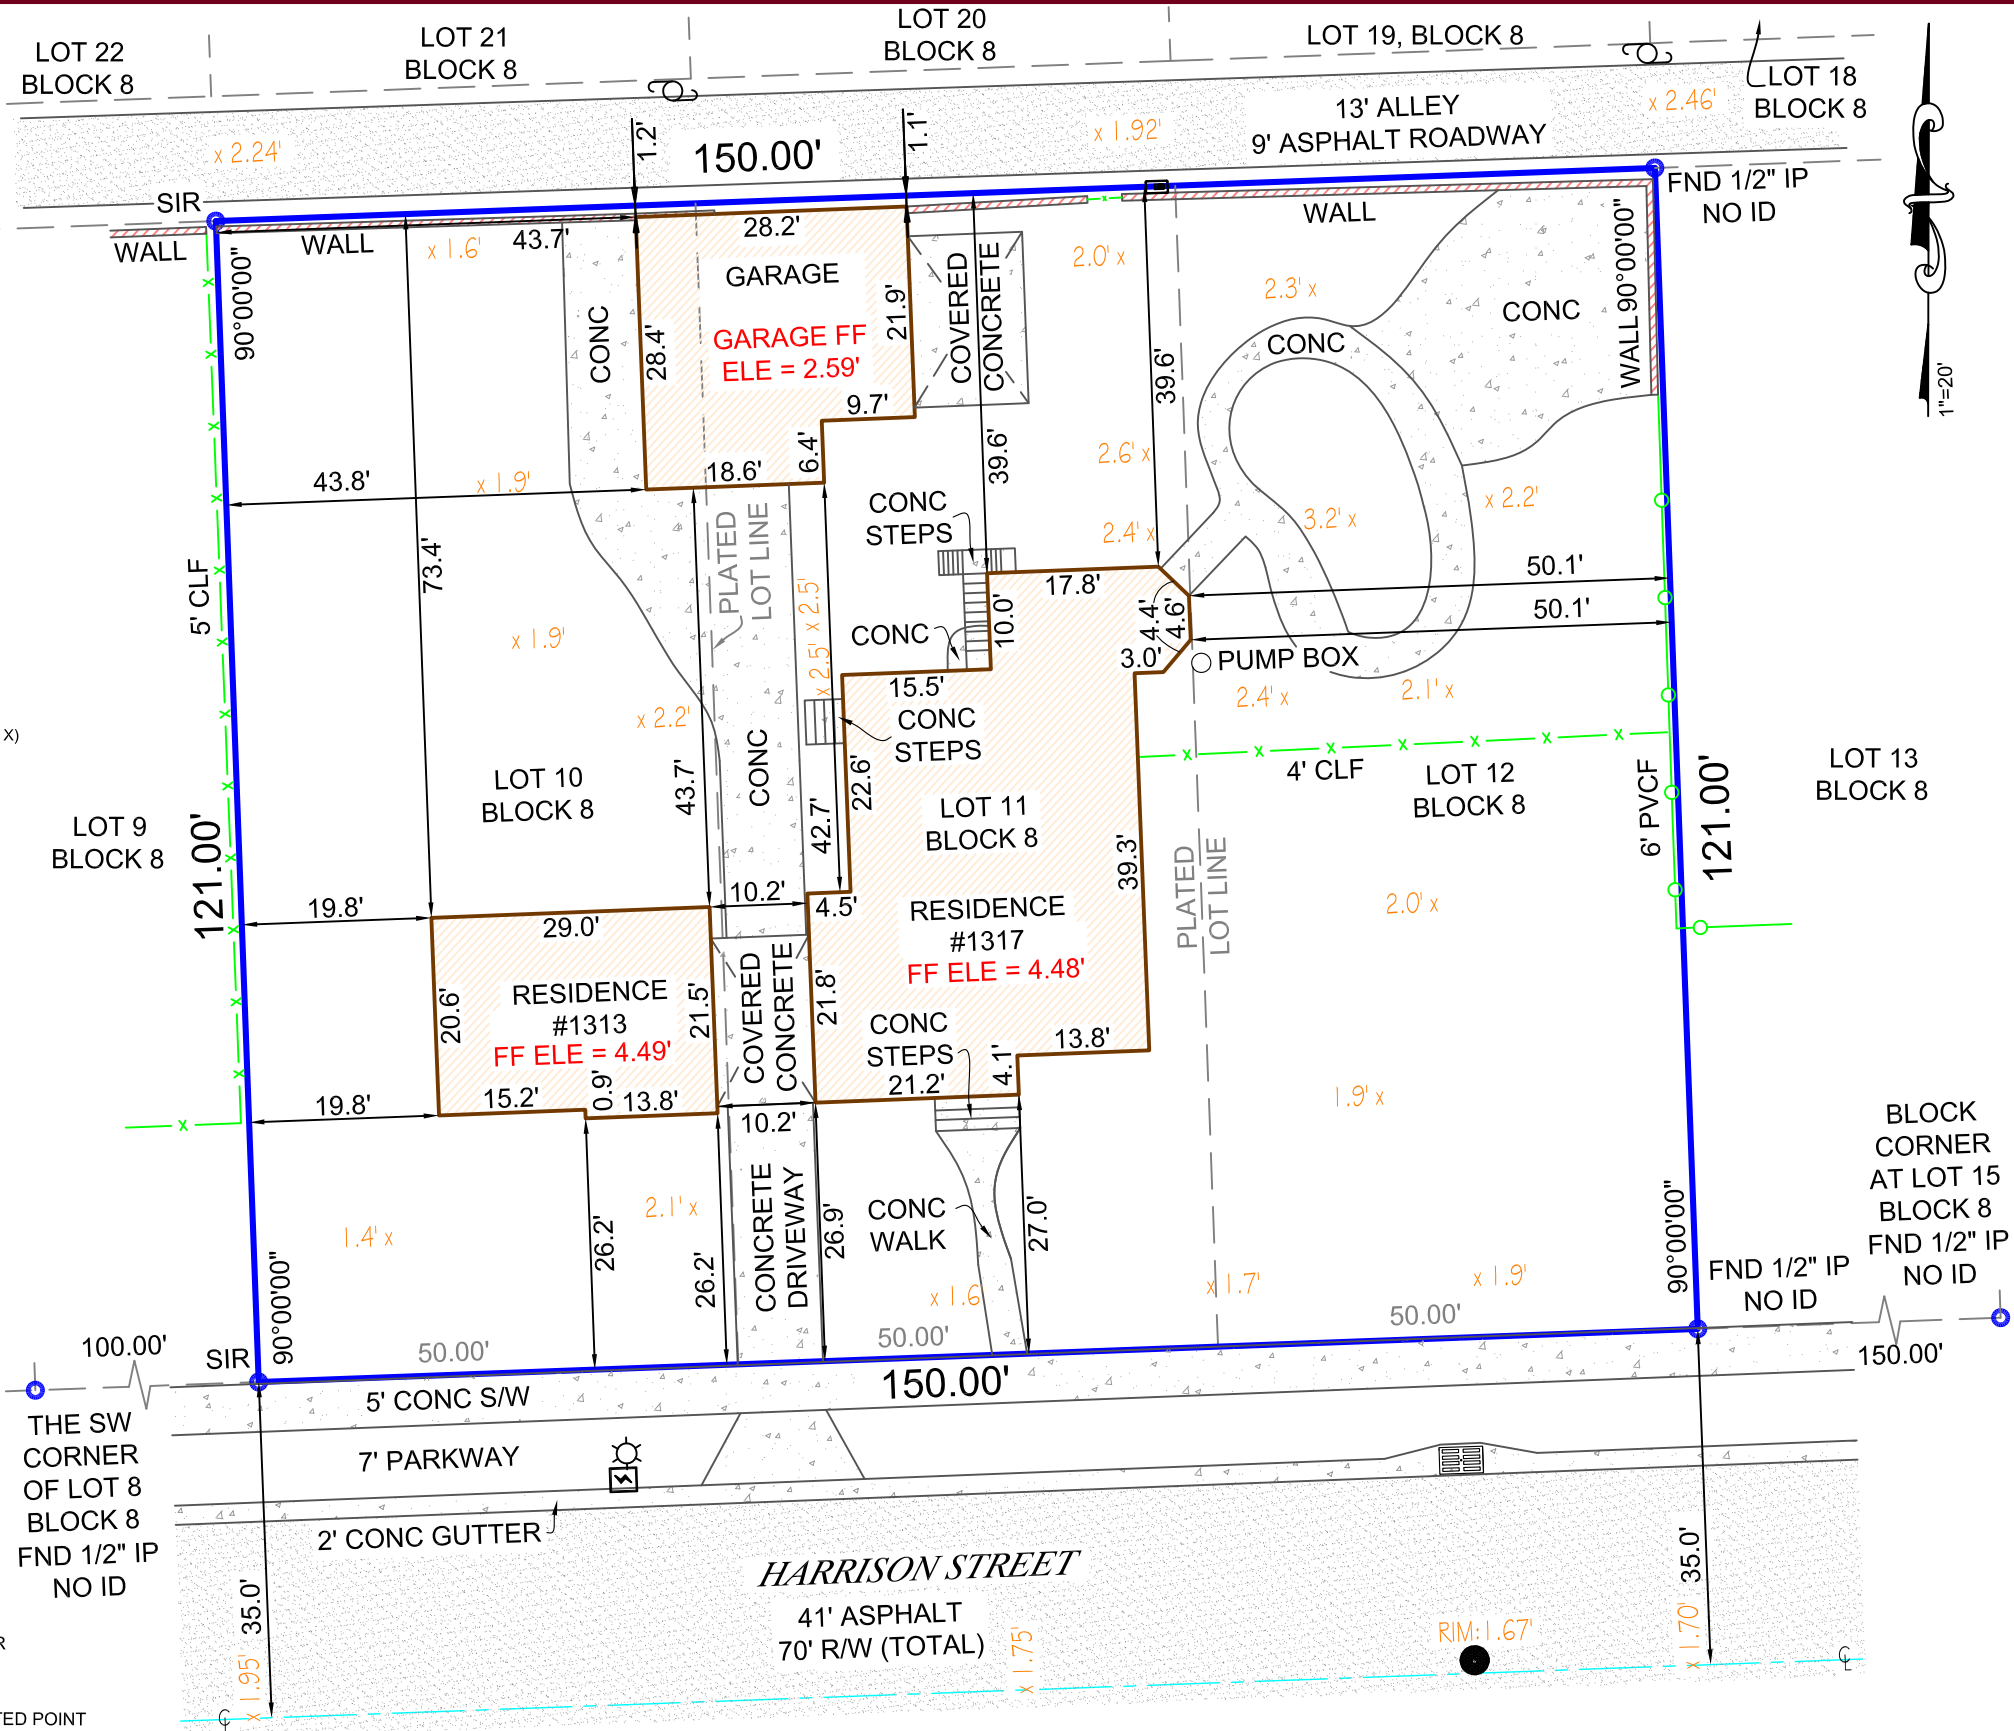 LOT 22
BLOCK 8
LOT 21
BLOCK 8
LOT 20
BLOCK 8
LOT 19, BLOCK 8
LOT 18
BLOCK 8
13' ALLEY
9' ASPHALT ROADWAY
x 2.24'
x 1.92'
x 2.46'
1.2'
150.00'
1.1'
SIR
FND 1/2" IP
NO ID
WALL
WALL
WALL
x 1.6'
43.7'
28.2'
GARAGE
GARAGE FF
ELE = 2.59'
21.9'
28.4'
9.7'
6.4'
18.6'
CONC
COVERED
CONCRETE
2.0' x
2.3' x
CONC
CONC
WALL
90°00'00"
90°00'00"
1"=20'
39.6'
39.6'
2.6' x
2.4' x
43.8'
x 1.9'
CONC
STEPS
3.2' x
x 2.2'
5' CLF
73.4'
PLATED
LOT LINE
x 1.9'
x 2.5'
x 2.5'
CONC
17.8'
10.0'
4.4'
4.6'
3.0'
50.1'
50.1'
PUMP BOX
15.5'
CONC
STEPS
2.4' x
2.1' x
x 2.2'
X)
4' CLF
LOT 10
BLOCK 8
43.7'
CONC
22.6'
42.7'
LOT 11
BLOCK 8
LOT 12
BLOCK 8
6' PVCF
LOT 13
BLOCK 8
121.00'
LOT 9
BLOCK 8
121.00'
39.3'
PLATED
LOT LINE
19.8'
29.0'
10.2'
4.5'
RESIDENCE
#1317
FF ELE = 4.48'
2.0' x
RESIDENCE
#1313
FF ELE = 4.49'
20.6'
21.5'
COVERED
CONCRETE
21.8'
CONC
STEPS
13.8'
4.1'
21.2'
19.8'
15.2'
0.9'
13.8'
10.2'
1.9' x
BLOCK
CORNER
AT LOT 15
BLOCK 8
FND 1/2" IP
NO ID
1.4' x
2.1' x
26.2'
26.2'
CONCRETE
DRIVEWAY
26.9'
CONC
WALK
27.0'
x 1.6
x 1.7'
x 1.9'
90°00'00"
90°00'00"
FND 1/2" IP
NO ID
100.00'
SIR
50.00'
50.00'
50.00'
150.00'
150.00'
5' CONC S/W
7' PARKWAY
2' CONC GUTTER
THE SW
CORNER
OF LOT 8
BLOCK 8
FND 1/2" IP
NO ID
HARRISON STREET
41' ASPHALT
70' R/W (TOTAL)
35.0'
35.0'
x 1.95'
x 1.75'
RIM:1.67'
x 1.70'
R
TED POINT